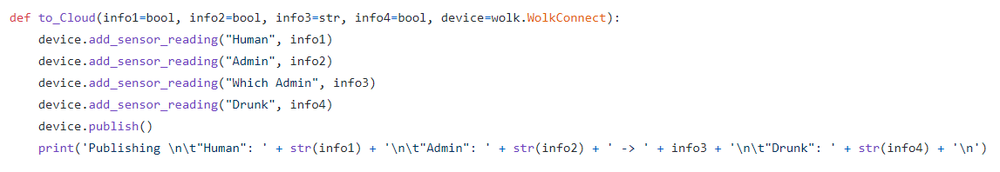 def to_Cloud(info1=bool, info2=bool, info3=str, info4=bool, device=wolk.WolkConnect):
    device.add_sensor_reading("Human", info1)
    device.add_sensor_reading("Admin", info2)
    device.add_sensor_reading("Which Admin", info3)
    device.add_sensor_reading("Drunk", info4)
    device.publish()
    print('Publishing \n\t"Human": ' + str(info1) + '\n\t"Admin": ' + str(info2) + ' -> ' + info3 + '\n\t"Drunk": ' + str(info4) + '\n')